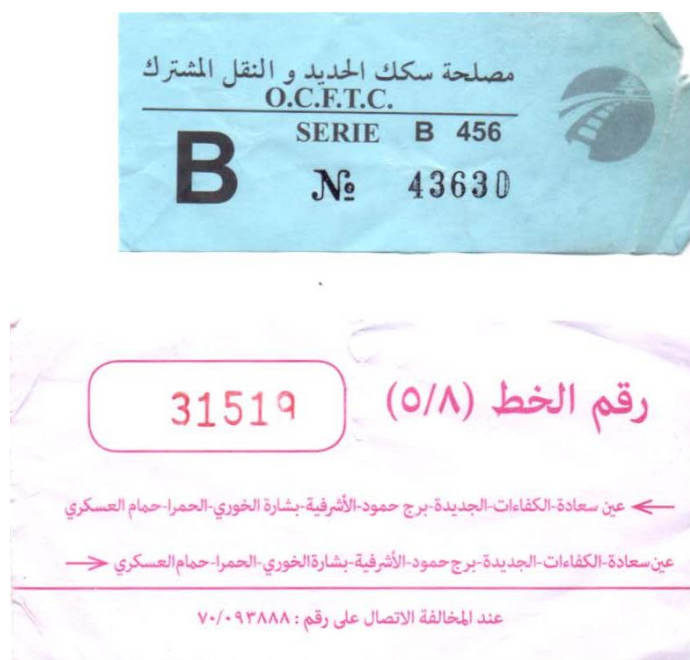 مصلحة سكك الحديد و النقل المشترك
O.C.F.T.C.
SERIE B 456
B
№ 43630
رقم الخط (٥/٨)
31519
عين سعادة-الكفاءات-الجديدة-برج حمود-الأشرفية-بشارة الخوري-الحمرا-حمام العسكري
عين سعادة-الكفاءات-الجديدة-برج حمود-الأشرفية-بشارة الخوري-الحمرا-حمام العسكري
عند المخالفة الاتصال على رقم : ٧٠/٠٩٣٨٨٨